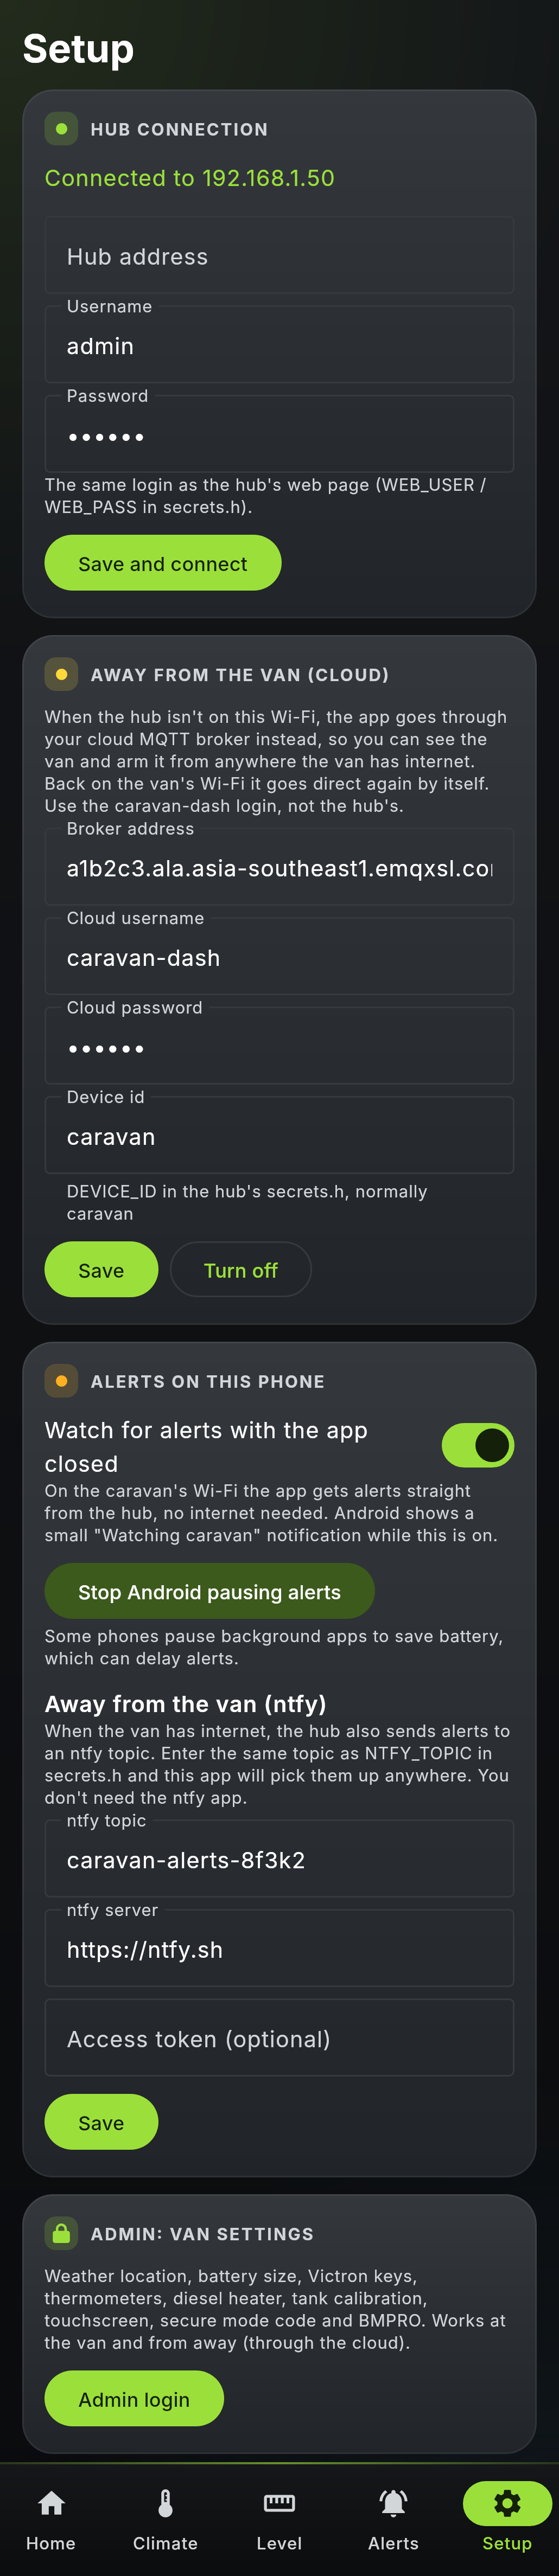 Setup
HUB CONNECTION
Connected to 192.168.1.50
Hub address
Username
admin
Password
••••••
The same login as the hub's web page (WEB_USER /
WEB_PASS in secrets.h).
Save and connect
AWAY FROM THE VAN (CLOUD)
When the hub isn't on this Wi-Fi, the app goes through
your cloud MQTT broker instead, so you can see the
van and arm it from anywhere the van has internet.
Back on the van's Wi-Fi it goes direct again by itself.
Use the caravan-dash login, not the hub's.
Broker address
a1b2c3.ala.asia-southeast1.emqxsl.co
Cloud username
caravan-dash
Cloud password
••••••
Device id
caravan
DEVICE_ID in the hub's secrets.h, normally
caravan
Save
Turn off
ALERTS ON THIS PHONE
Watch for alerts with the app
closed
On the caravan's Wi-Fi the app gets alerts straight
from the hub, no internet needed. Android shows a
small "Watching caravan" notification while this is on.
Stop Android pausing alerts
Some phones pause background apps to save battery,
which can delay alerts.
Away from the van (ntfy)
When the van has internet, the hub also sends alerts to
an ntfy topic. Enter the same topic as NTFY_TOPIC in
secrets.h and this app will pick them up anywhere. You
don't need the ntfy app.
ntfy topic
caravan-alerts-8f3k2
ntfy server
https://ntfy.sh
Access token (optional)
Save
ADMIN: VAN SETTINGS
Weather location, battery size, Victron keys,
thermometers, diesel heater, tank calibration,
touchscreen, secure mode code and BMPRO. Works at
the van and from away (through the cloud).
Admin login
Home
Climate
Level
Alerts
Setup